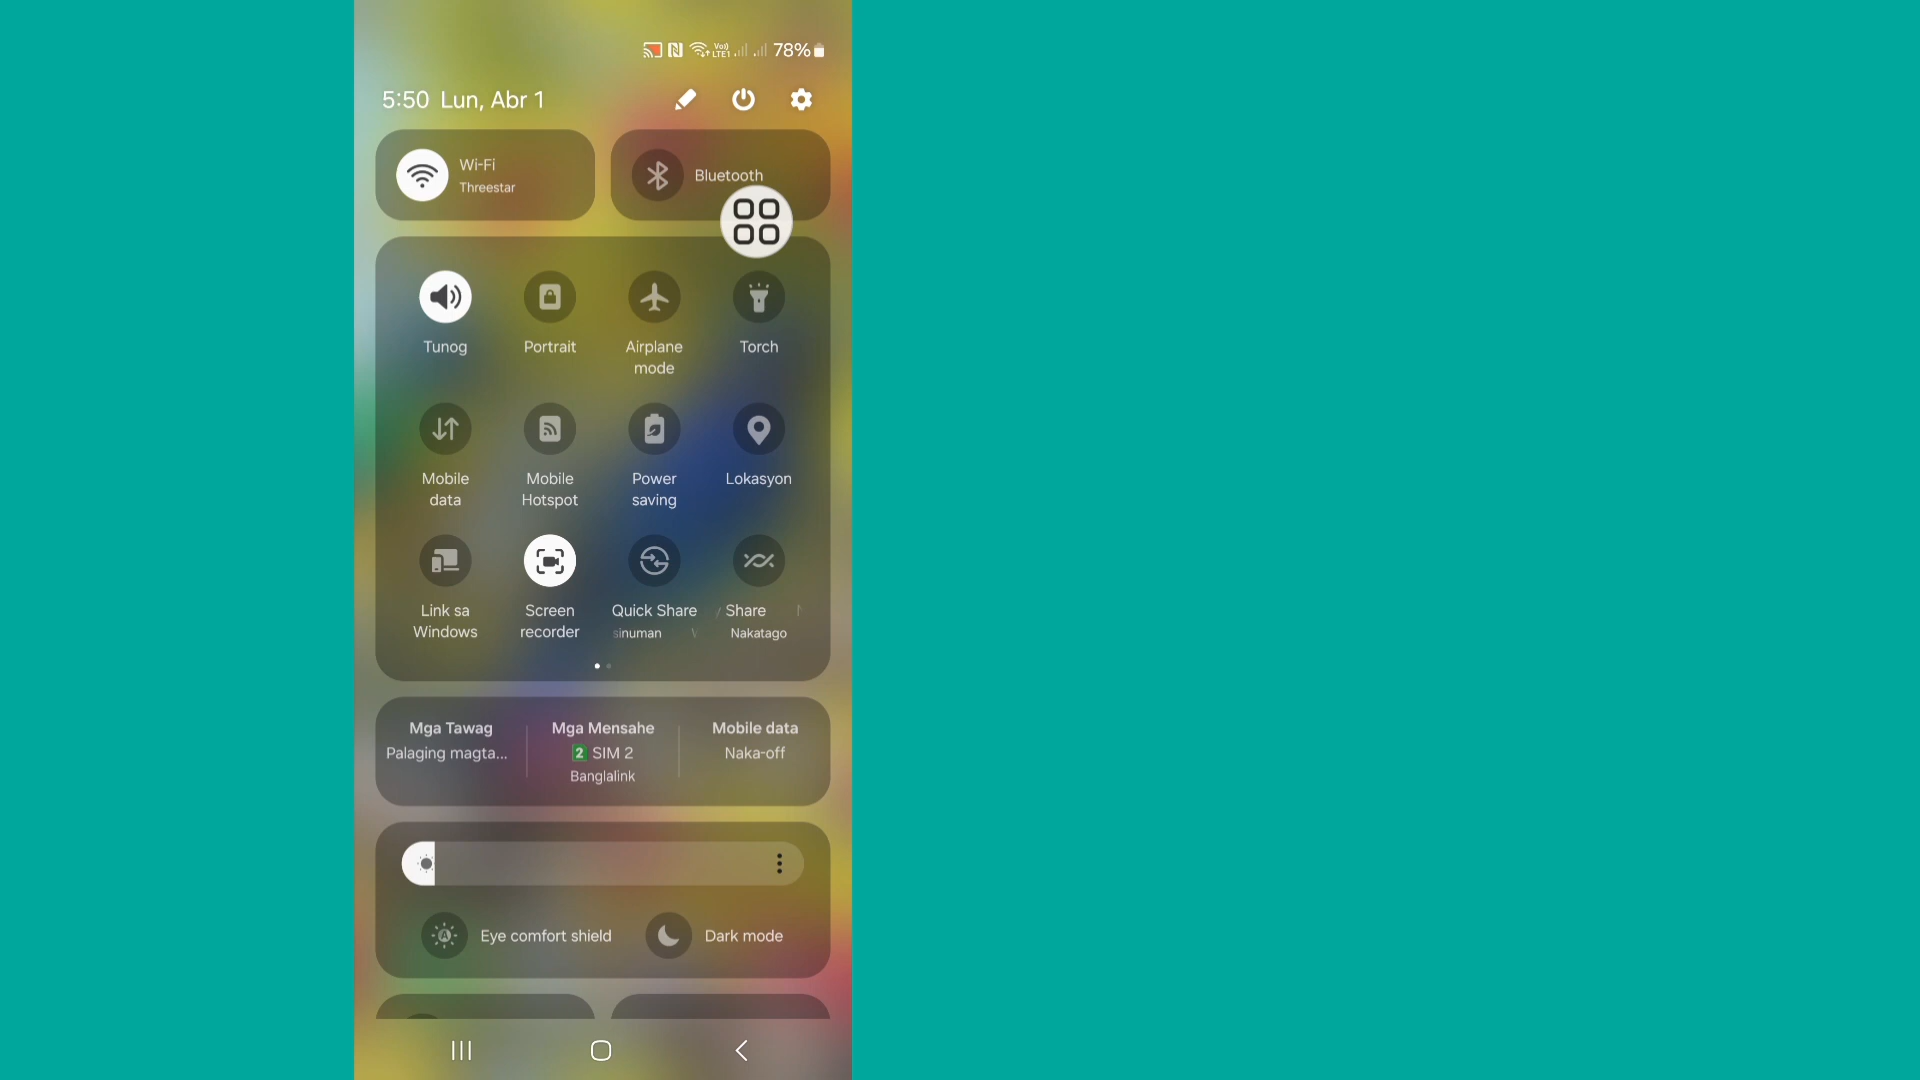 78%
5:50 Lun, Abr 1
Wi-Fi
Threestar
Bluetooth
Tunog
Portrait
Airplane
mode
Torch
Mobile
data
Mobile
Hotspot
Power
saving
Lokasyon
Link sa
Windows
Screen
recorder
Quick Share
sinuman
Share
Nakatago
Mga Tawag
Palaging magta...
Mga Mensahe
2 SIM 2
Banglalink
Mobile data
Naka-off
Eye comfort shield
Dark mode